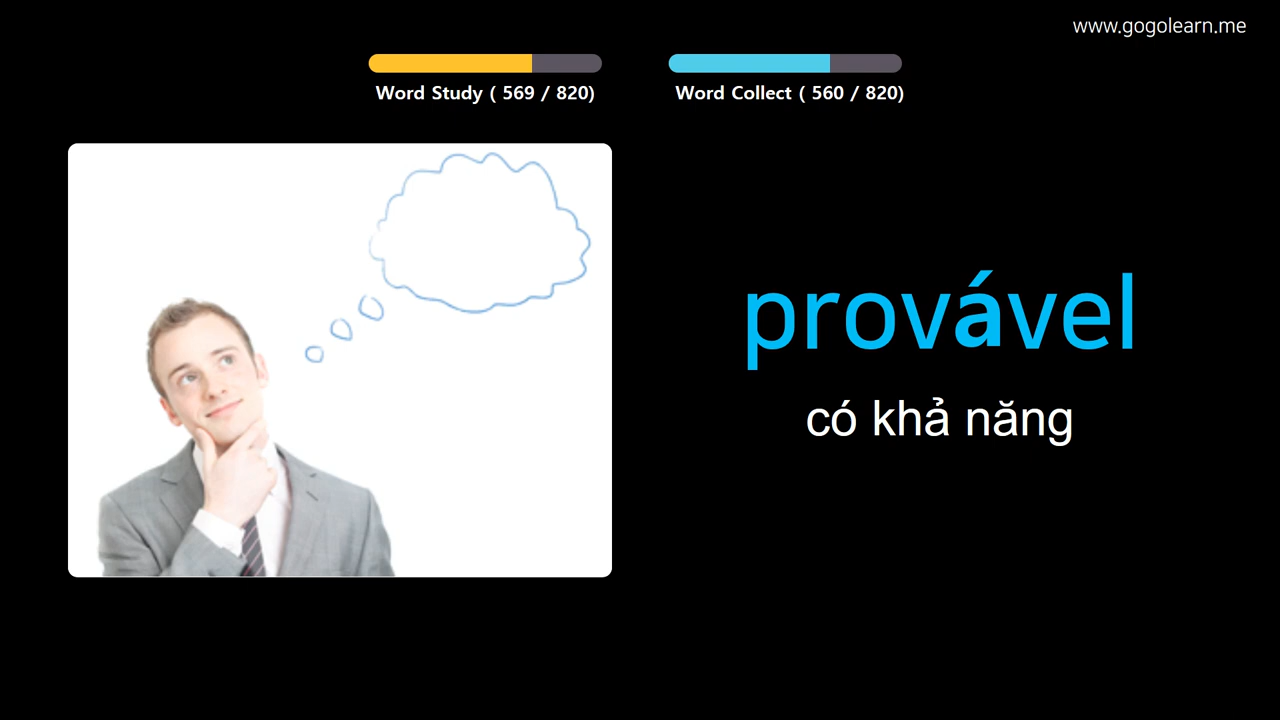 www.gogolearn.me
Word Study ( 569 / 820)
Word Collect ( 560 / 820)
provável
có khả năng